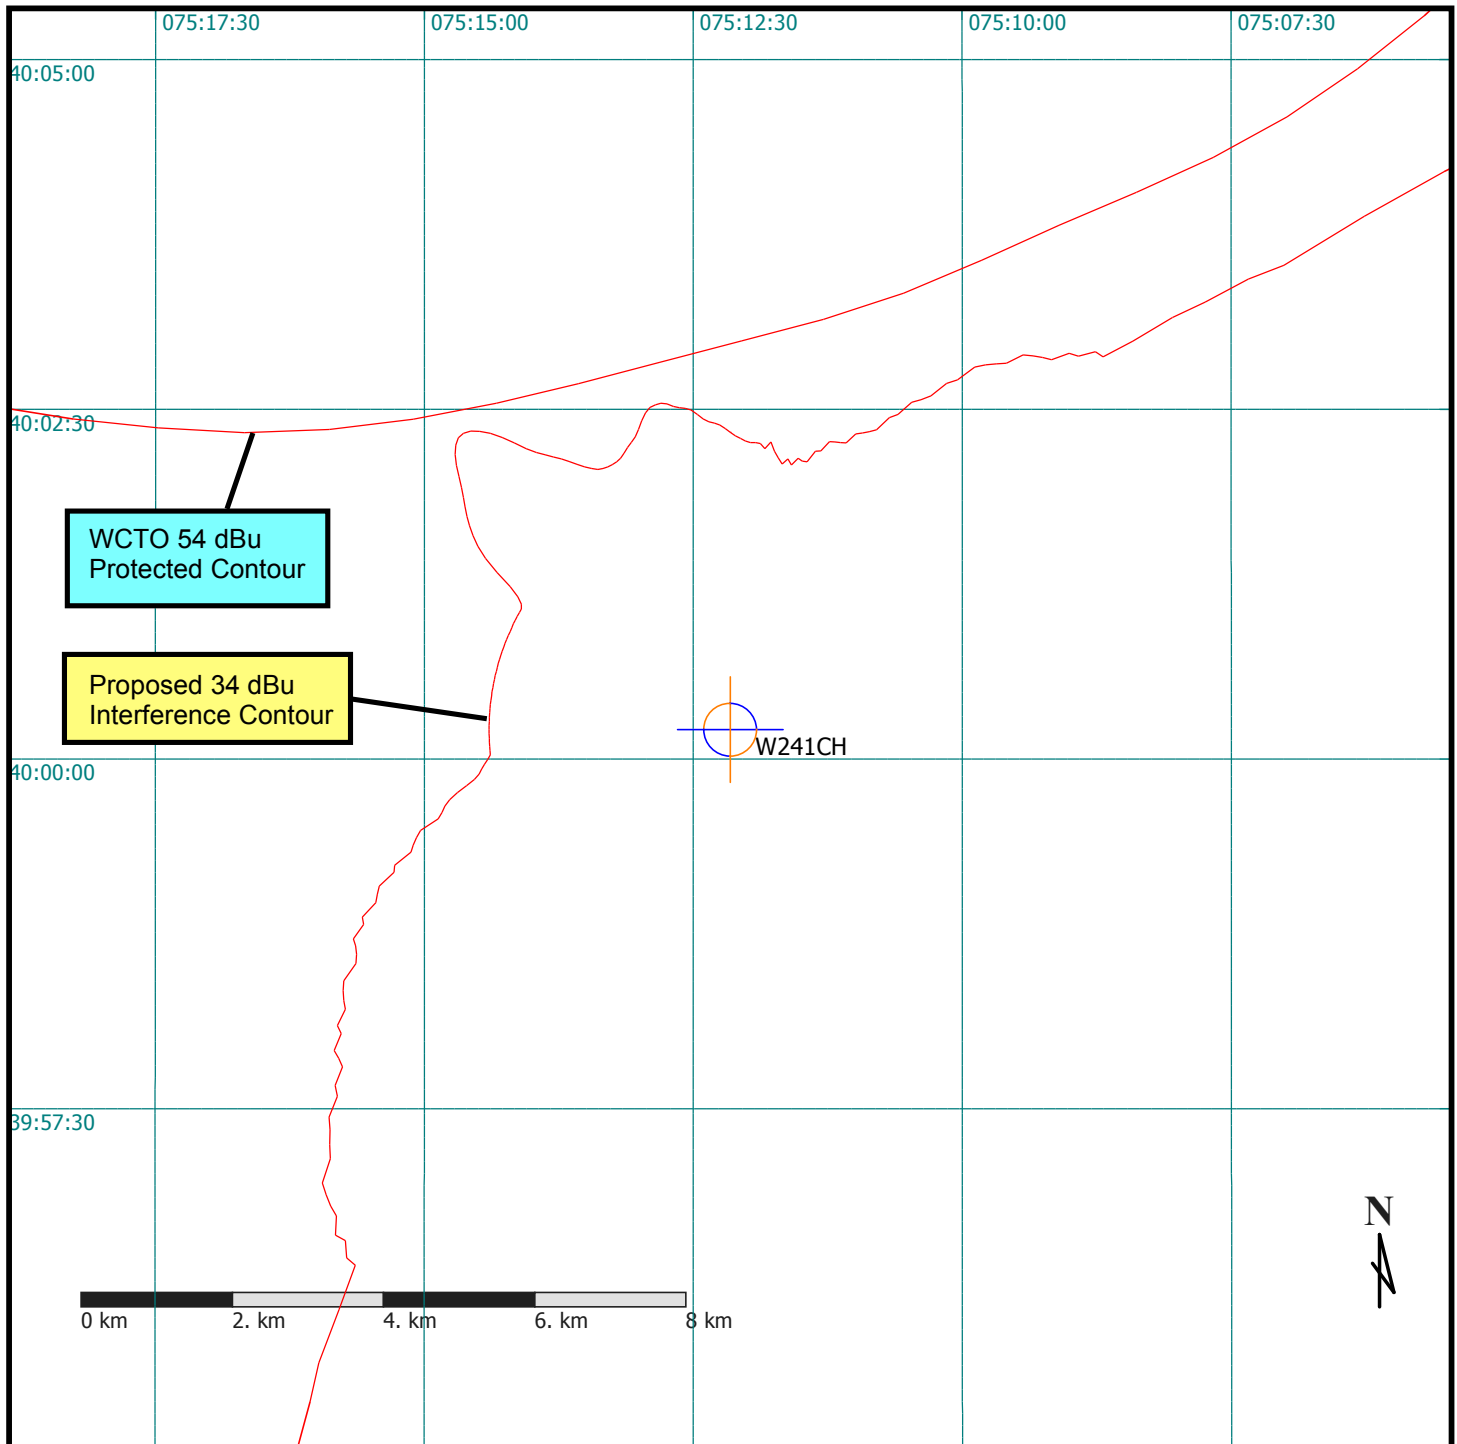 075:17:30 075:15:00 075:12:30 075:10:00 075:07:30
40:05:00
40:02:30
WCTO 54 dBu
Protected Contour
Proposed 34 dBu
Interference Contour
W241CH
40:00:00
39:57:30
N
0 km 2. km 4. km 6. km 8 km